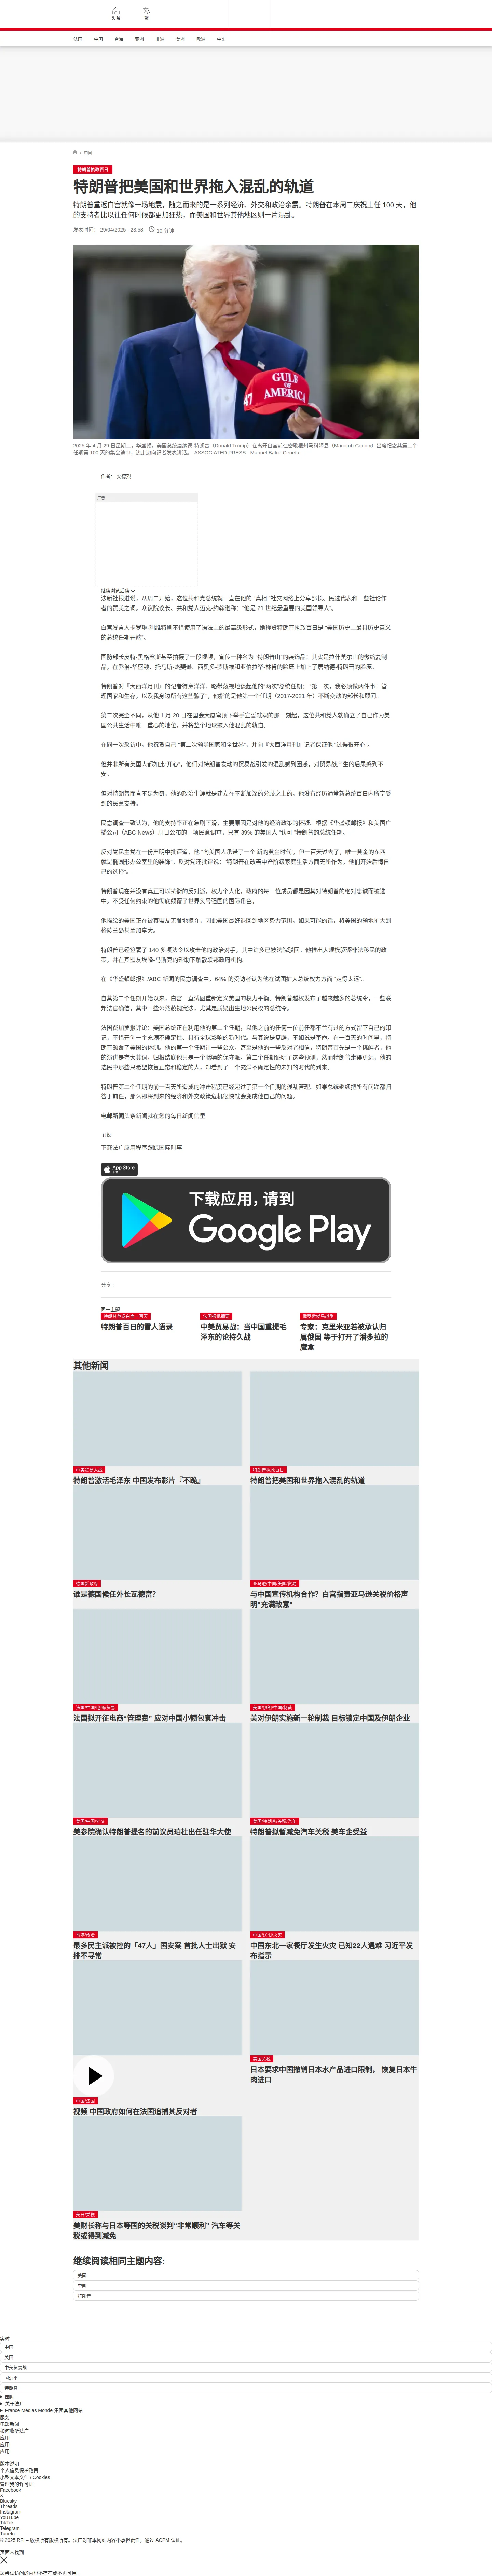 头条
繁
法国
中国
台海
亚洲
非洲
美洲
欧洲
中东
/ 法国
特朗普执政百日
特朗普把美国和世界拖入混乱的轨道
特朗普重返白宫就像一场地震，随之而来的是一系列经济、外交和政治余震。特朗普在本周二庆祝上任 100 天，他
的支持者比以往任何时候都更加狂热，而美国和世界其他地区则一片混乱。
发表时间： 29/04/2025 - 23:58
10 分钟
GULF OF
AMERICA
2025 年 4 月 29 日星期二，华盛顿，美国总统唐纳德·特朗普（Donald Trump）在离开白宫前往密歇根州马科姆县（Macomb County）出席纪念其第二个
任期第 100 天的集会途中，边走边向记者发表讲话。 ASSOCIATED PRESS - Manuel Balce Ceneta
作者： 安德烈
广告
继续浏览后续
法新社报道说，从周二开始，这位共和党总统就一直在他的 “真相 ”社交网络上分享部长、民选代表和一些社论作
者的赞美之词。众议院议长、共和党人迈克-约翰逊称：“他是 21 世纪最重要的美国领导人”。
白宫发言人卡罗琳-利维特则不惜使用了语法上的最高级形式，她称赞特朗普执政百日是 “美国历史上最具历史意义
的总统任期开端”。
国防部长皮特-黑格塞斯甚至拍摄了一段视频，宣传一种名为 “特朗普山”的装饰品：其实是拉什莫尔山的微缩复制
品，在乔治-华盛顿、托马斯-杰斐逊、西奥多-罗斯福和亚伯拉罕-林肯的脸庞上加上了唐纳德-特朗普的脸庞。
特朗普对『大西洋月刊』的记者得意洋洋、略带蔑视地谈起他的“两次”总统任期： “第一次，我必须做两件事：管
理国家和生存，以及我身边所有这些骗子”，他指的是他第一个任期（2017-2021 年）不断变动的部长和顾问。
第二次完全不同，从他 1 月 20 日在国会大厦穹顶下举手宣誓就职的那一刻起，这位共和党人就确立了自己作为美
国公共生活中唯一重心的地位，并将整个地球拖入他混乱的轨道。
在同一次采访中，他祝贺自己 “第二次领导国家和全世界”，并向『大西洋月刊』记者保证他 “过得很开心”。
但并非所有美国人都如此“开心”，他们对特朗普发动的贸易战引发的混乱感到困惑，对贸易战产生的后果感到不
安。
但对特朗普而言不足为奇，他的政治生涯就是建立在不断加深的分歧之上的，他没有经历通常新总统百日内所享受
到的民意支持。
民意调查一致认为，他的支持率正在急剧下滑，主要原因是对他的经济政策的怀疑。根据《华盛顿邮报》和美国广
播公司（ABC News）周日公布的一项民意调查，只有 39% 的美国人 “认可 ”特朗普的总统任期。
反对党民主党在一份声明中批评道，他 “向美国人承诺了一个‘新的黄金时代’，但一百天过去了，唯一黄金的东西
就是椭圆形办公室里的装饰”。反对党还批评说：“特朗普在改善中产阶级家庭生活方面无所作为，他们开始后悔自
己的选择”。
特朗普现在并没有真正可以抗衡的反对派，权力个人化，政府的每一位成员都是因其对特朗普的绝对忠诚而被选
中。不受任何约束的他彻底颠覆了世界头号强国的国际角色，
他描绘的美国正在被其盟友无耻地掠夺，因此美国最好退回到地区势力范围，如果可能的话，将美国的领地扩大到
格陵兰岛甚至加拿大。
特朗普已经签署了 140 多项法令以攻击他的政治对手，其中许多已被法院驳回。他推出大规模驱逐非法移民的政
策，并在其盟友埃隆-马斯克的帮助下解散联邦政府机构。
在《华盛顿邮报》/ABC 新闻的民意调查中，64% 的受访者认为他在试图扩大总统权力方面 “走得太远”。
自其第二个任期开始以来，白宫一直试图重新定义美国的权力平衡。特朗普越权发布了越来越多的总统令，一些联
邦法官确信，其中一些公然藐视宪法，尤其是质疑出生地公民权的总统令。
法国费加罗报评论：美国总统正在利用他的第二个任期，以他之前的任何一位前任都不曾有过的方式留下自己的印
记，不惜开创一个充满不确定性、具有全球影响的新时代。与其说是复辟，不如说是革命。在一百天的时间里，特
朗普颠覆了美国的体制。他的第一个任期让一些公众，甚至是他的一些反对者相信，特朗普首先是一个挑衅者，他
的演讲是夸大其词，归根结底他只是一个聒噪的保守派。第二个任期证明了这些预测，然而特朗普走得更远，他的
选民中那些只希望恢复正常和稳定的人，却看到了一个充满不确定性的未知的时代的到来。
特朗普第二个任期的前一百天所造成的冲击程度已经超过了第一个任期的混乱管理。如果总统继续把所有问题都归
咎于前任，那么即将到来的经济和外交政策危机很快就会变成他自己的问题。
电邮新闻头条新闻就在您的每日新闻信里
订阅
下载法广应用程序跟踪国际时事
App Store
下载
下载应用，请到
Google Play
分享 :
同一主题
特朗普重返白宫一百天
特朗普百日的雷人语录
法国报纸摘要
中美贸易战：当中国重提毛
泽东的论持久战
俄罗斯侵乌战争
专家：克里米亚若被承认归
属俄国 等于打开了潘多拉的
魔盒
其他新闻
中美贸易大战
特朗普激活毛泽东 中国发布影片『不跪』
特朗普执政百日
特朗普把美国和世界拖入混乱的轨道
德国新政府
谁是德国候任外长瓦德富?
亚马逊/中国/美国/贸易
与中国宣传机构合作？白宫指责亚马逊关税价格声
明“充满敌意”
法国/中国/电商/贸易
法国拟开征电商“管理费” 应对中国小额包裹冲击
美国/伊朗/中国/制裁
美对伊朗实施新一轮制裁 目标锁定中国及伊朗企业
美国/中国/外交
美参院确认特朗普提名的前议员珀杜出任驻华大使
美国/特朗普/关税/汽车
特朗普拟暂减免汽车关税 美车企受益
香港/政治
最多民主派被控的「47人」国安案 首批人士出狱 安
排不寻常
中国/辽阳/火灾
中国东北一家餐厅发生火灾 已知22人遇难 习近平发
布指示
中国/法国
视频 中国政府如何在法国追捕其反对者
美国法规
日本要求中国撤销日本水产品进口限制， 恢复日本牛
肉进口
美日/关税
美财长称与日本等国的关税谈判“非常顺利” 汽车等关
税或得到减免
继续阅读相同主题内容:
美国
中国
特朗普
实时
中国
美国
中美贸易战
习近平
特朗普
国际
关于法广
France Médias Monde 集团其他网站
服务
电邮新闻
如何收听法广
应用
应用
应用
版本说明
个人信息保护政策
小型文本文件 / Cookies
管理我的许可证
Facebook
X
Bluesky
Threads
Instagram
YouTube
TikTok
Telegram
TuneIn
© 2025 RFI – 版权所有版权所有。法广对非本网站内容不承担责任。通过 ACPM 认证。
页面未找到
您尝试访问的内容不存在或不再可用。